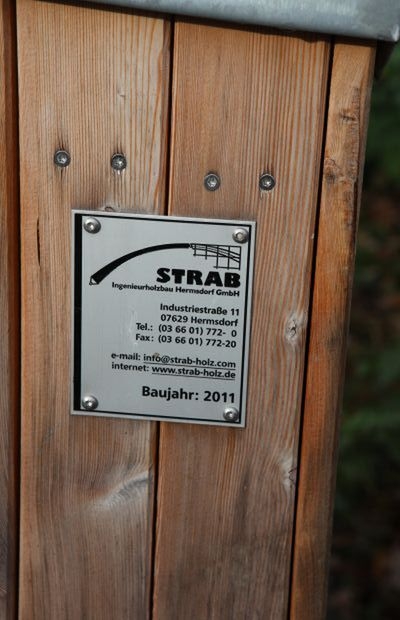 STRAB
Ingenieurholzbau Hermsdorf GmbH
Industriestraße 11
07629 Hermsdorf
Tel.: (03 66 01) 772- 0
Fax: (03 66 01) 772-20
e-mail: info@strab-holz.com
internet: www.strab-holz.de
Baujahr: 2011